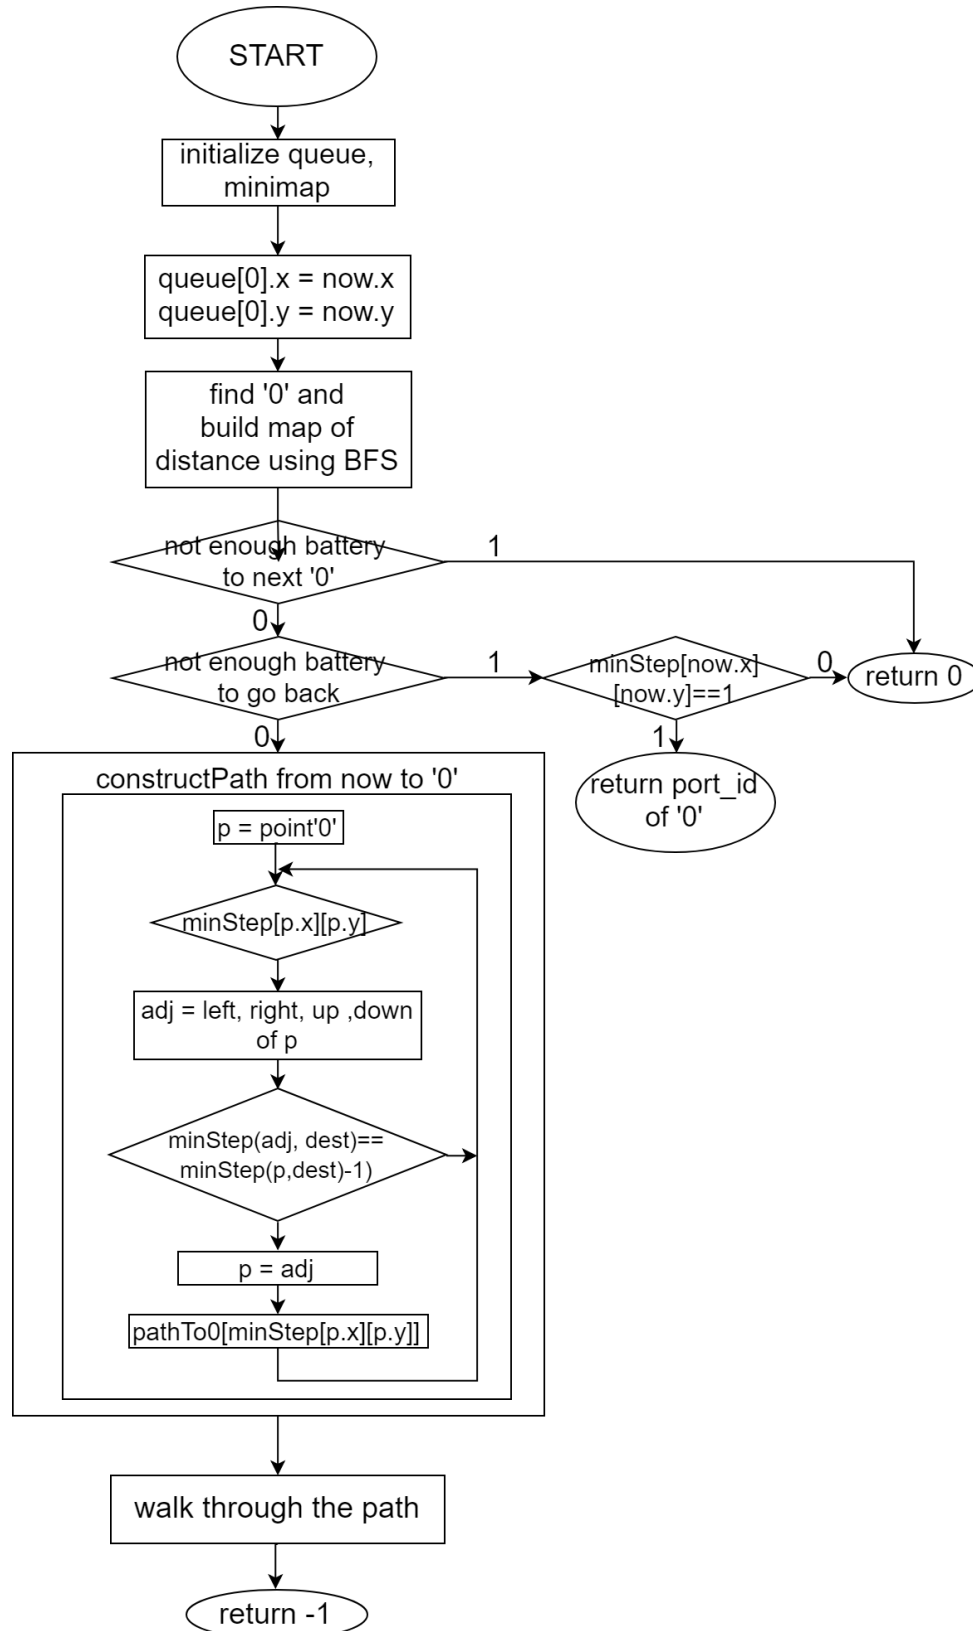 START
initialize queue,
minimap
queue[0].x = now.x
queue[0].y = now.y
find '0' and
build map of
distance using BFS
not enough battery
to next '0'
1
0
not enough battery
to go back
1
minStep[now.x]
[now.y]==1
0
return 0
0
1
return port_id
of '0'
constructPath from now to '0'
p = point'0'
minStep[p.x][p.y]
adj = left, right, up ,down
of p
minStep(adj, dest)==
minStep(p,dest)-1)
p = adj
pathTo0[minStep[p.x][p.y]]
walk through the path
return -1